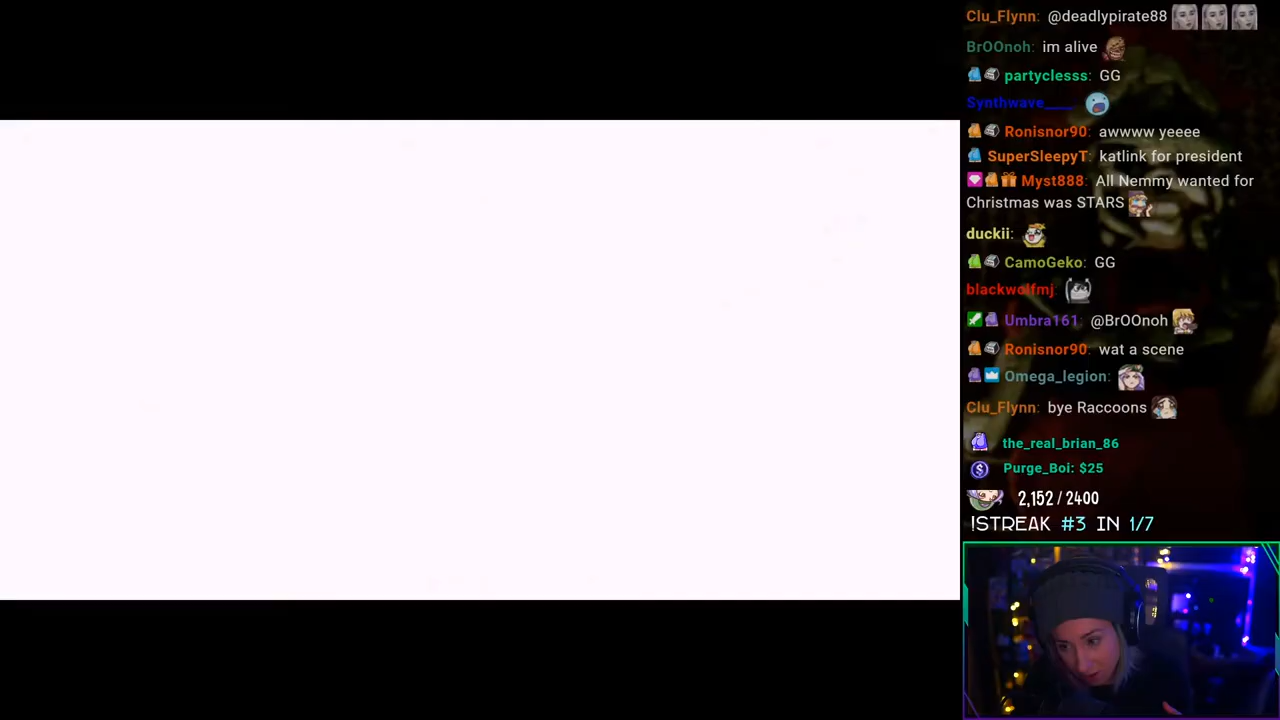 Clu_Flynn: @deadlypirate88
BrOOnoh: im alive
partyclesss: GG
Synthwave____:
Ronisnor90: awwww yeeee
SuperSleepyT: katlink for president
Myst888: All Nemmy wanted for
Christmas was STARS
duckii:
CamoGeko: GG
blackwolfmj:
Umbra161: @BrOOnoh
Ronisnor90: wat a scene
Omega_legion:
Clu_Flynn: bye Raccoons
the_real_brian_86
Purge_Boi: $25
2,152 / 2400
!STREAK #3 IN 1/7